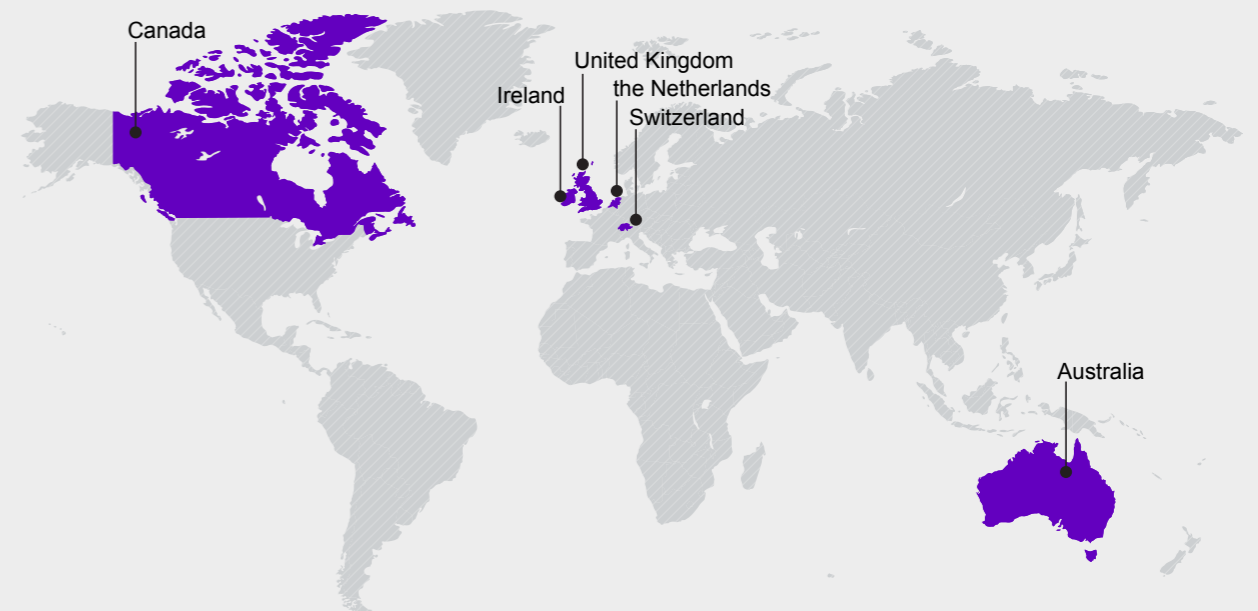 Canada
United Kingdom
the Netherlands
Ireland
Switzerland
Australia